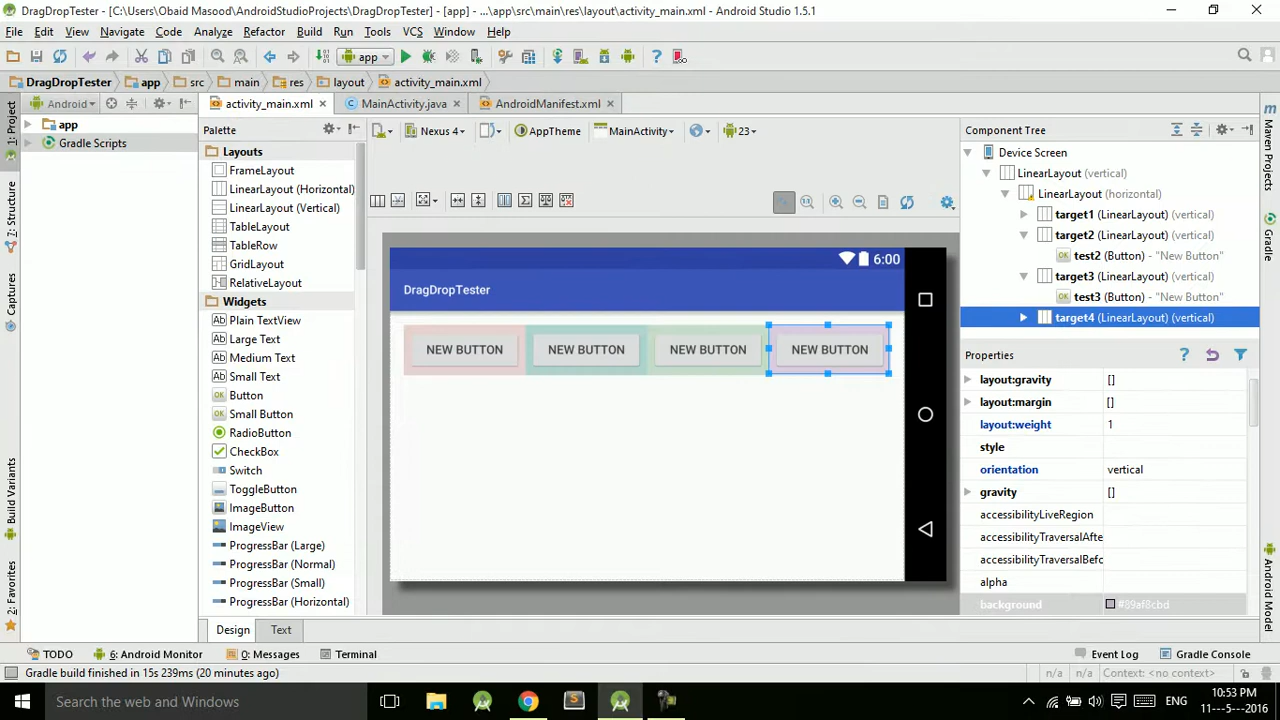 DragDropTester - [C:\Users\Obaid Masood\AndroidStudioProjects\DragDropTester] - [app] - ...\app\src\main\res\layout\activity_main.xml - Android Studio 1.5.1
File Edit View Navigate Code Analyze Refactor Build Run Tools VCS Window Help
app
DragDropTester app src main res layout activity_main.xml
Android activity_main.xml MainActivity.java AndroidManifest.xml
1: Project
7: Structure
Captures
Build Variants
2: Favorites
app
Gradle Scripts
Palette
Layouts
FrameLayout
LinearLayout (Horizontal)
LinearLayout (Vertical)
TableLayout
TableRow
GridLayout
RelativeLayout
Widgets
Plain TextView
Large Text
Medium Text
Small Text
Button
Small Button
RadioButton
CheckBox
Switch
ToggleButton
ImageButton
ImageView
ProgressBar (Large)
ProgressBar (Normal)
ProgressBar (Small)
ProgressBar (Horizontal)
Nexus 4 AppTheme MainActivity 23
6:00
DragDropTester
NEW BUTTON NEW BUTTON NEW BUTTON NEW BUTTON
Design Text
Component Tree
Device Screen
LinearLayout (vertical)
LinearLayout (horizontal)
target1 (LinearLayout) (vertical)
target2 (LinearLayout) (vertical)
test2 (Button) - "New Button"
target3 (LinearLayout) (vertical)
test3 (Button) - "New Button"
target4 (LinearLayout) (vertical)
Properties
layout:gravity []
layout:margin []
layout:weight 1
style
orientation vertical
gravity []
accessibilityLiveRegion
accessibilityTraversalAfte
accessibilityTraversalBefo
alpha
background #89af8cbd
Maven Projects
Gradle
Android Model
TODO 6: Android Monitor 0: Messages Terminal Event Log Gradle Console
Gradle build finished in 15s 239ms (20 minutes ago) n/a n/a Context: <no context>
Search the web and Windows
ENG
10:53 PM
11---5---2016